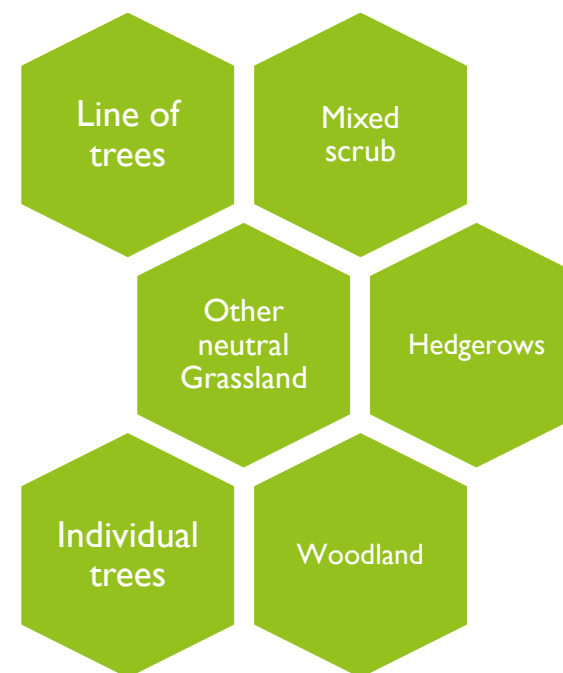 Line of
trees
Mixed
scrub
Other
neutral
Grassland
Hedgerows
Individual
trees
Woodland